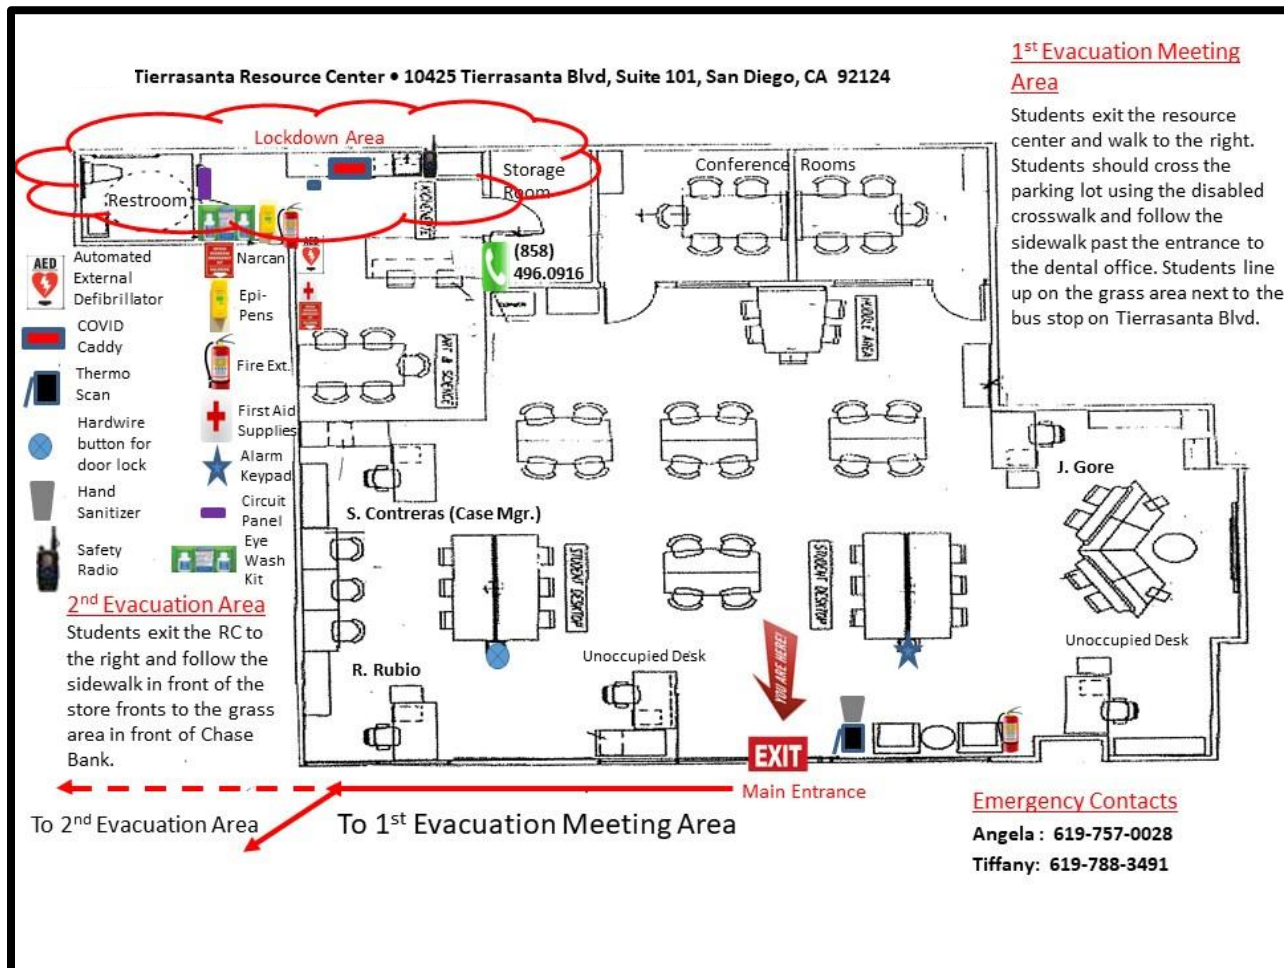 Tierrasanta Resource Center • 10425 Tierrasanta Blvd, Suite 101, San Diego, CA 92124
1st Evacuation Meeting
Area
Students exit the resource
center and walk to the right.
Students should cross the
parking lot using the disabled
crosswalk and follow the
sidewalk past the entrance to
the dental office. Students line
up on the grass area next to the
bus stop on Tierrasanta Blvd.
Lockdown Area
Restroom
Storage
Room
KITCHENETTE
Conference Rooms
(858)
496.0916
AED
AED
Automated
External
Defibrillator
COVID
Caddy
Thermo
Scan
Hardwire
button for
door lock
Hand
Sanitizer
Safety
Radio
Narcan
Epi-
Pens
Fire Ext.
First Aid
Supplies
Alarm
Keypad
Circuit
Panel
Eye
Wash
Kit
ART & SCIENCE
MIDDLE AREA
J. Gore
S. Contreras (Case Mgr.)
STUDENT DESKTOP
STUDENT DESKTOP
2nd Evacuation Area
Students exit the RC to
the right and follow the
sidewalk in front of the
store fronts to the grass
area in front of Chase
Bank.
R. Rubio
Unoccupied Desk
YOU ARE HERE!
Unoccupied Desk
EXIT
Main Entrance
To 2nd Evacuation Area
To 1st Evacuation Meeting Area
Emergency Contacts
Angela : 619-757-0028
Tiffany: 619-788-3491